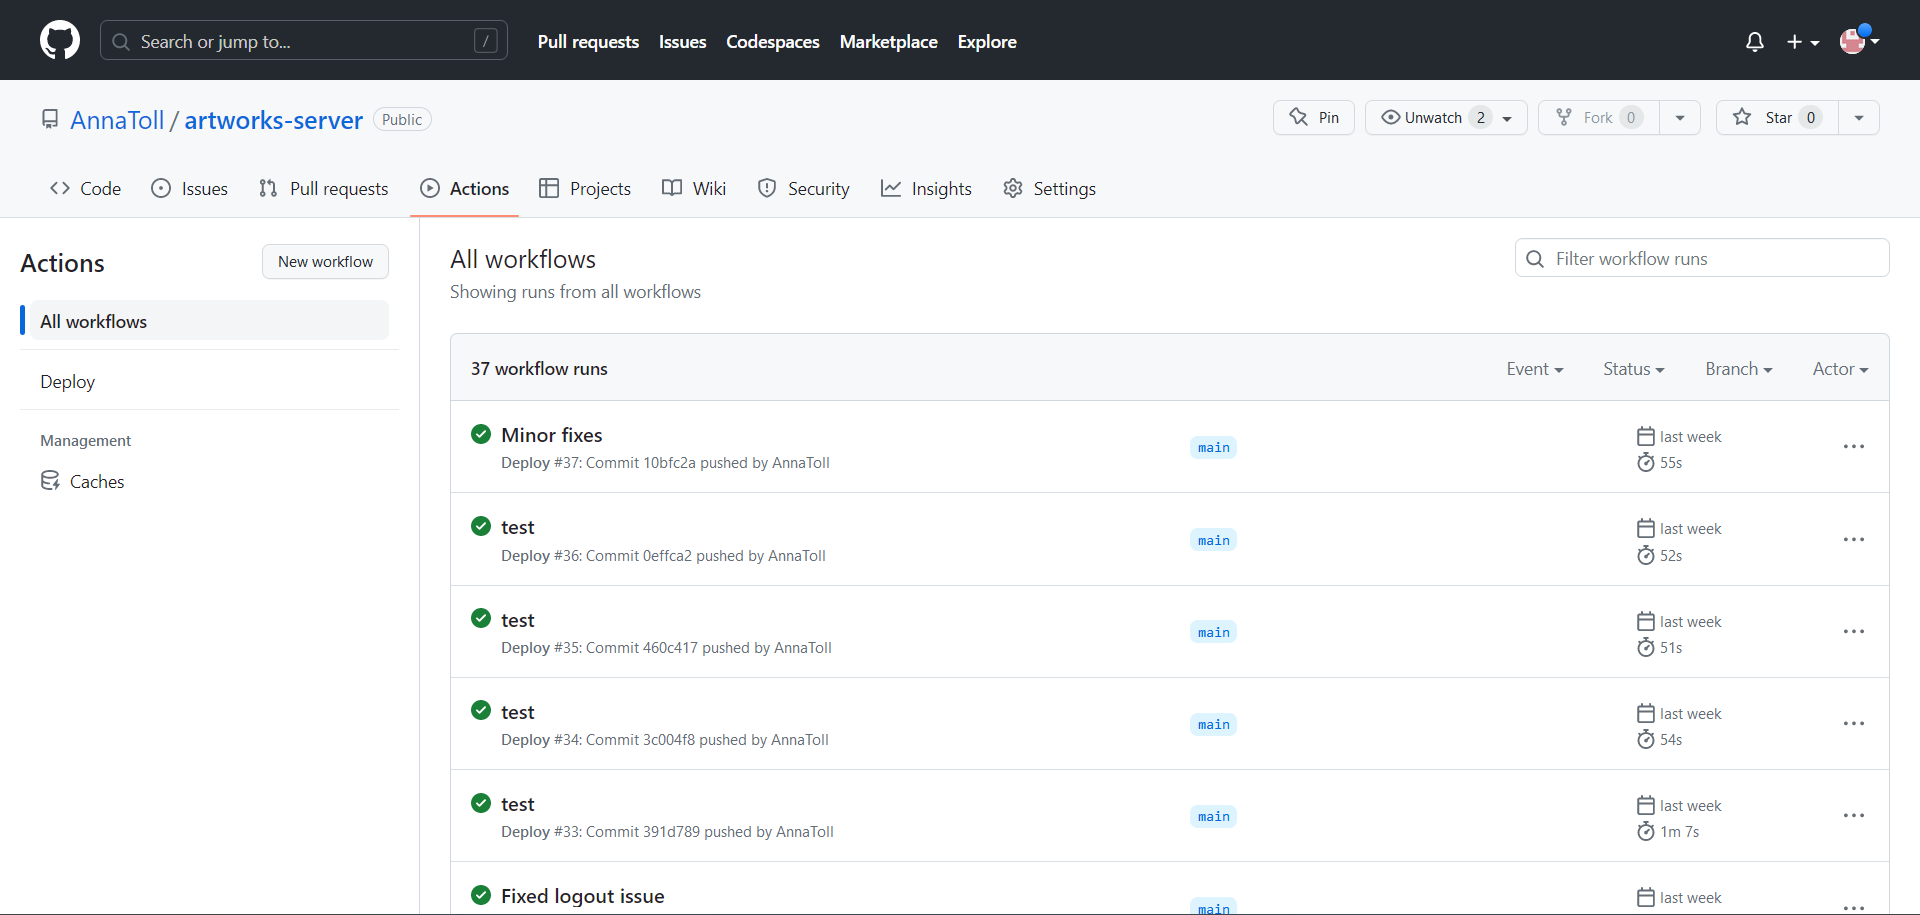 Search or jump to...
/
Pull requests
Issues
Codespaces
Marketplace
Explore
AnnaToll / artworks-server
Public
Pin
Unwatch 2
Fork 0
Star 0
Code
Issues
Pull requests
Actions
Projects
Wiki
Security
Insights
Settings
Actions
New workflow
All workflows
Deploy
Management
Caches
All workflows
Showing runs from all workflows
Filter workflow runs
37 workflow runs
Event
Status
Branch
Actor
Minor fixes
Deploy #37: Commit 10bfc2a pushed by AnnaToll
main
last week
55s
test
Deploy #36: Commit 0effca2 pushed by AnnaToll
main
last week
52s
test
Deploy #35: Commit 460c417 pushed by AnnaToll
main
last week
51s
test
Deploy #34: Commit 3c004f8 pushed by AnnaToll
main
last week
54s
test
Deploy #33: Commit 391d789 pushed by AnnaToll
main
last week
1m 7s
Fixed logout issue
main
last week